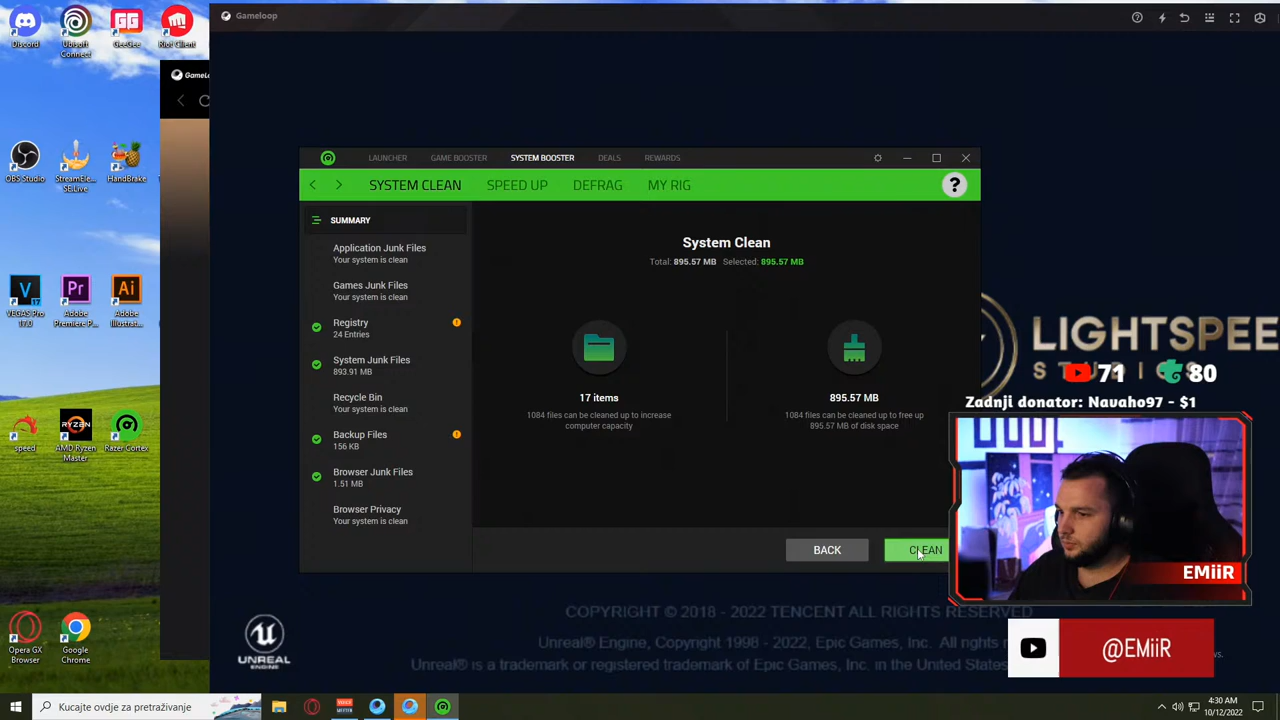 Gameloop
Discord
Ubisoft
Connect
GeeGee
Riot Client
OBS Studio
StreamEle...
SE.Live
HandBrake
VEGAS Pro
17.0
Adobe
Premiere P...
Adobe
Illustrat...
speed
AMD Ryzen
Master
Razer Cortex
Opera GX
Browser
Google
Chrome
LAUNCHER
GAME BOOSTER
SYSTEM BOOSTER
DEALS
REWARDS
SYSTEM CLEAN
SPEED UP
DEFRAG
MY RIG
?
SUMMARY
Application Junk Files
Your system is clean
Games Junk Files
Your system is clean
Registry
24 Entries
System Junk Files
893.91 MB
Recycle Bin
Your system is clean
Backup Files
156 KB
Browser Junk Files
1.51 MB
Browser Privacy
Your system is clean
System Clean
Total: 895.57 MB Selected: 895.57 MB
17 items
1084 files can be cleaned up to increase
computer capacity
895.57 MB
1084 files can be cleaned up to free up
895.57 MB of disk space
BACK
CLEAN
LIGHTSPEE
71
80
Zadnji donator: Navaho97 - $1
EMiiR
@EMiiR
UNREAL
ENGINE
COPYRIGHT © 2018 - 2022 TENCENT ALL RIGHTS RESERVED
Unreal® Engine, Copyright 1998 - 2022, Epic Games, Inc. All rights
Unreal® is a trademark or registered trademark of Epic Games, Inc. in the United States
Kucajte ovdje za pretraživanje
4:30 AM
10/12/2022